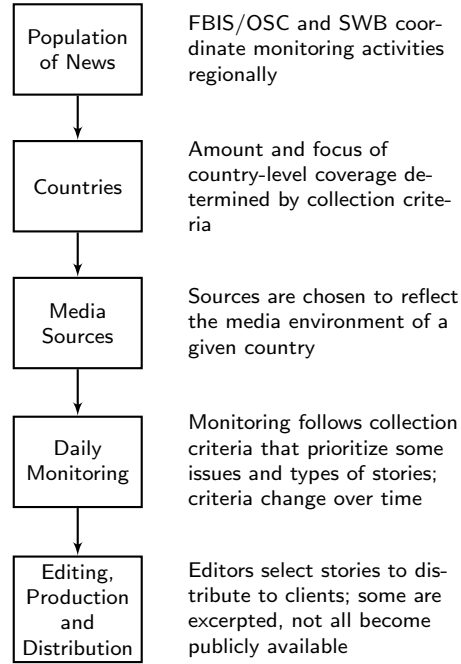 Population
of News
FBIS/OSC and SWB coor-
dinate monitoring activities
regionally
Countries
Amount and focus of
country-level coverage de-
termined by collection crite-
ria
Media
Sources
Sources are chosen to reflect
the media environment of a
given country
Daily
Monitoring
Monitoring follows collection
criteria that prioritize some
issues and types of stories;
criteria change over time
Editing,
Production
and
Distribution
Editors select stories to dis-
tribute to clients; some are
excerpted, not all become
publicly available